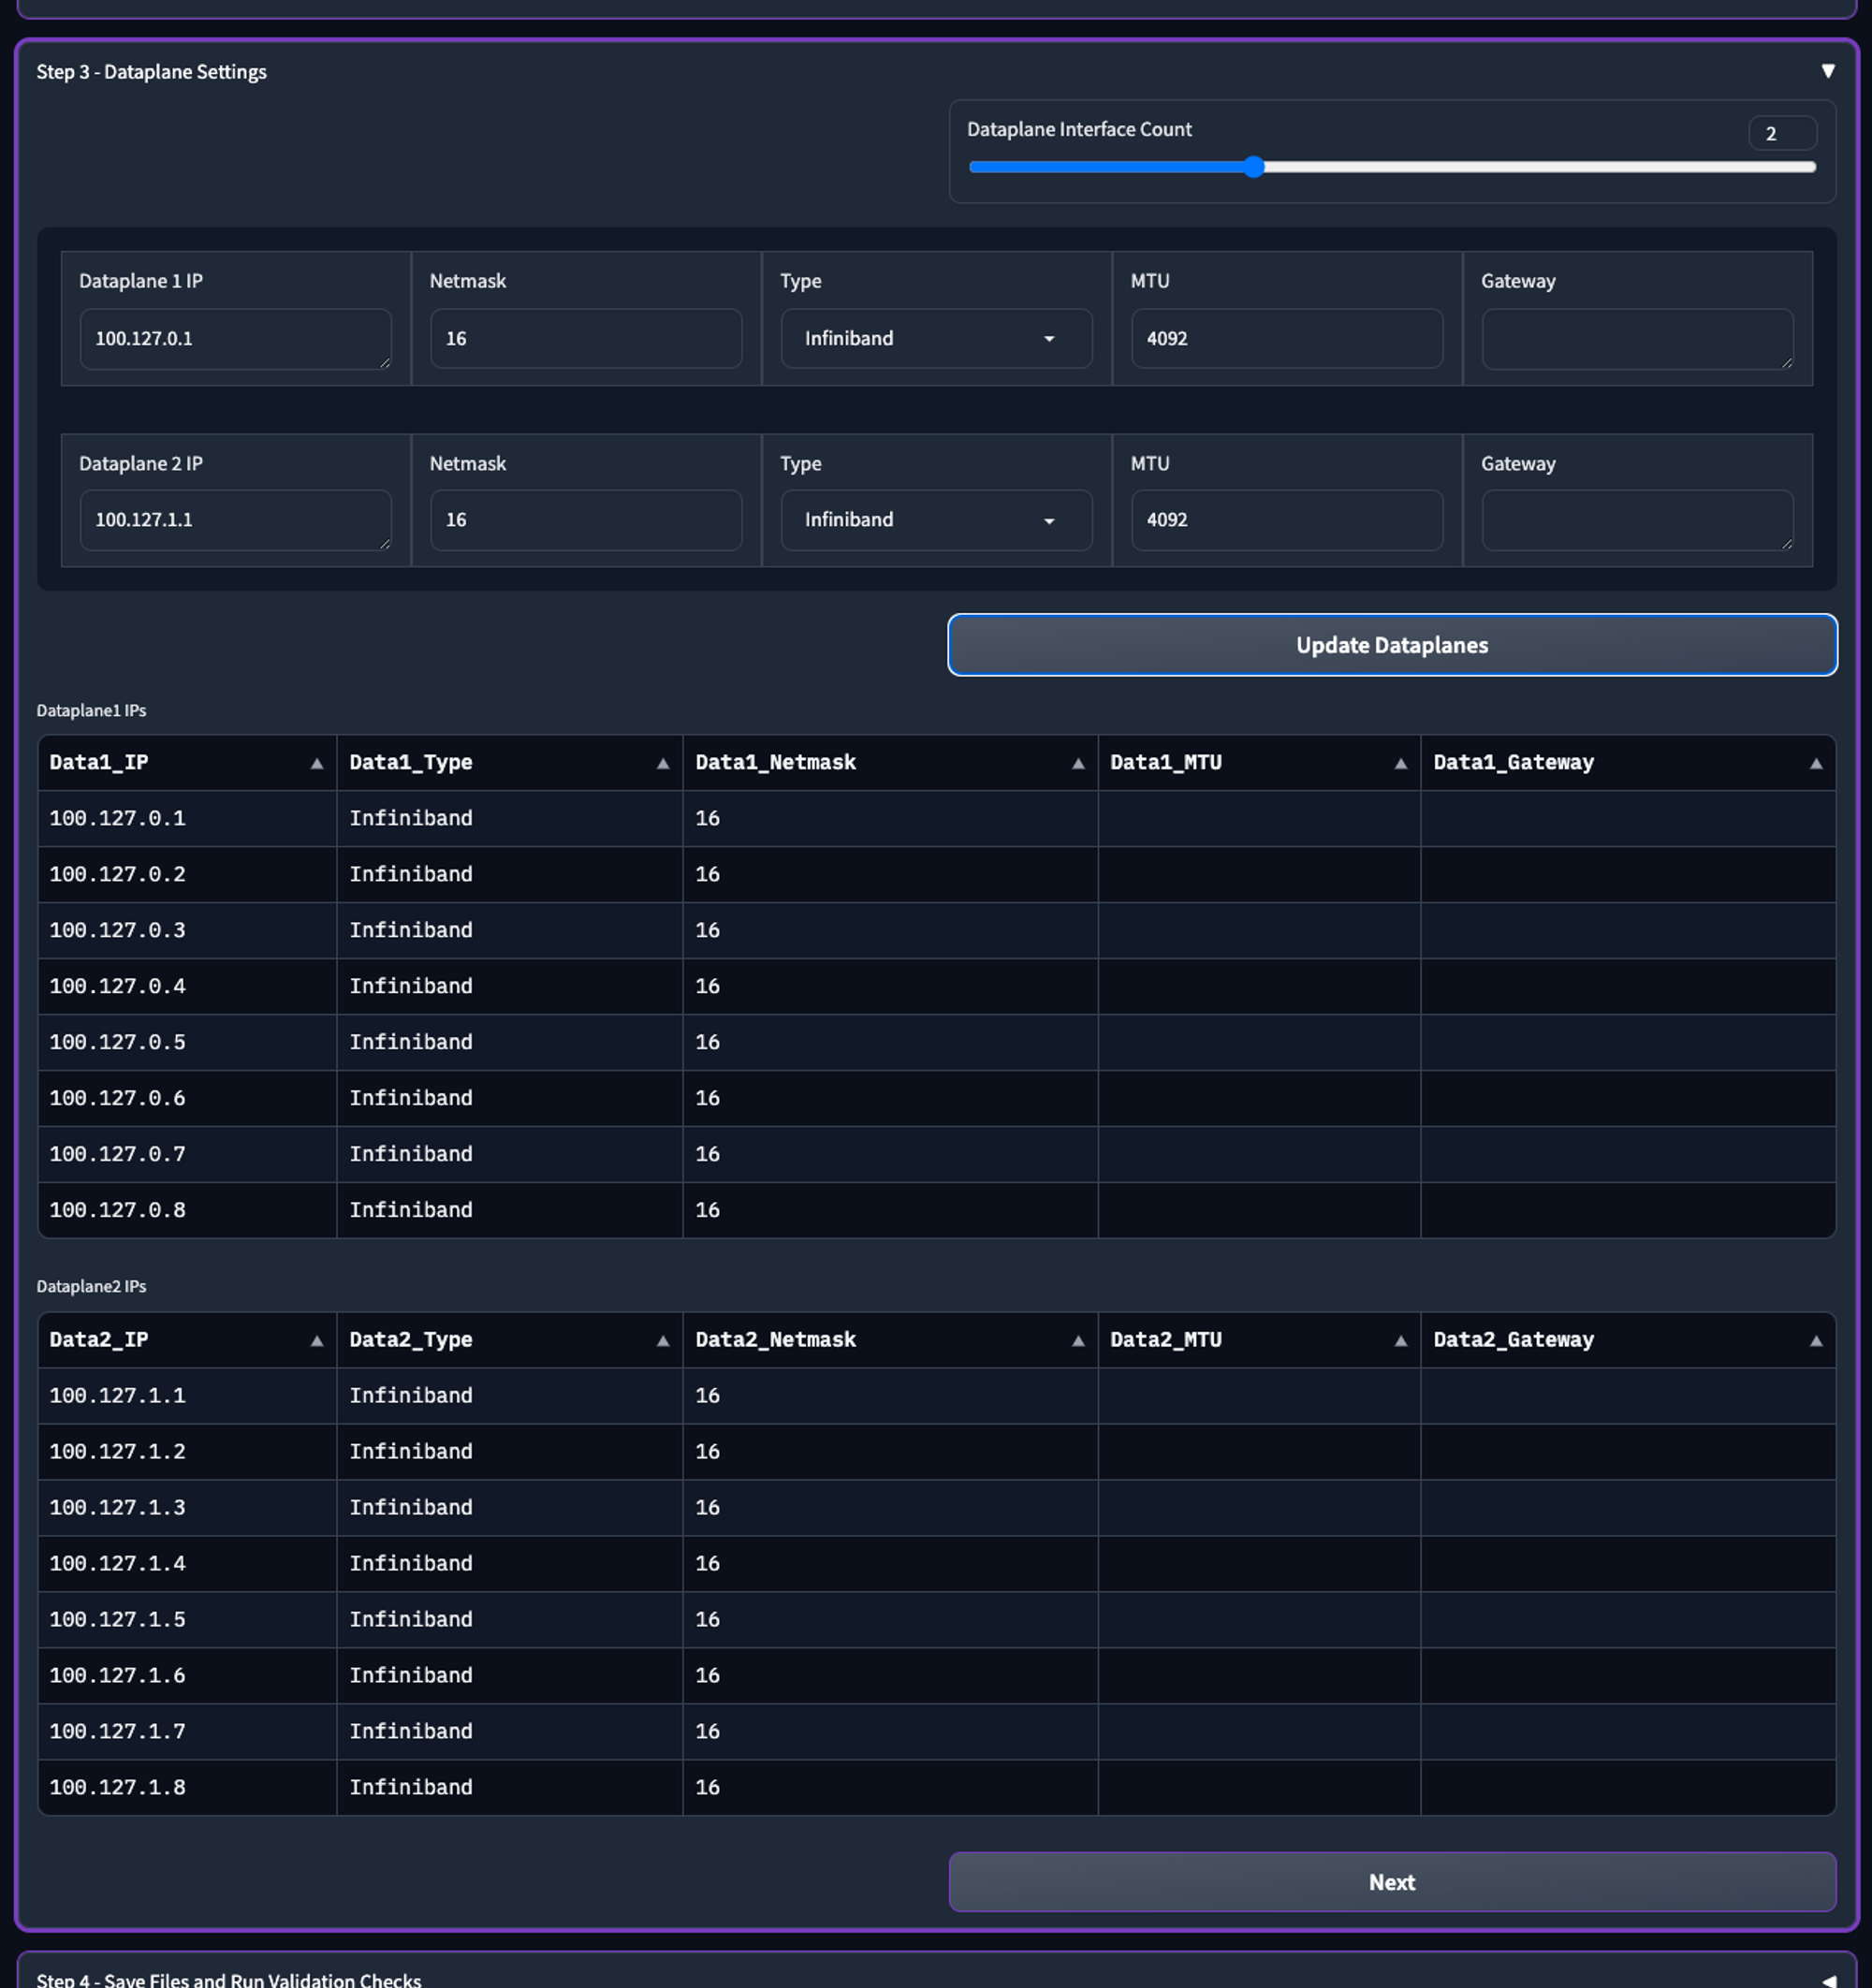 Step 3 - Dataplane Settings ▼
Dataplane Interface Count 2
Dataplane 1 IP Netmask Type MTU Gateway
100.127.0.1 16 Infiniband 4092
Dataplane 2 IP Netmask Type MTU Gateway
100.127.1.1 16 Infiniband 4092
Update Dataplanes
Dataplane1 IPs
Data1_IP ▲ Data1_Type ▲ Data1_Netmask ▲ Data1_MTU ▲ Data1_Gateway ▲
100.127.0.1 Infiniband 16
100.127.0.2 Infiniband 16
100.127.0.3 Infiniband 16
100.127.0.4 Infiniband 16
100.127.0.5 Infiniband 16
100.127.0.6 Infiniband 16
100.127.0.7 Infiniband 16
100.127.0.8 Infiniband 16
Dataplane2 IPs
Data2_IP ▲ Data2_Type ▲ Data2_Netmask ▲ Data2_MTU ▲ Data2_Gateway ▲
100.127.1.1 Infiniband 16
100.127.1.2 Infiniband 16
100.127.1.3 Infiniband 16
100.127.1.4 Infiniband 16
100.127.1.5 Infiniband 16
100.127.1.6 Infiniband 16
100.127.1.7 Infiniband 16
100.127.1.8 Infiniband 16
Next
Step 4 - Save Files and Run Validation Checks ◀